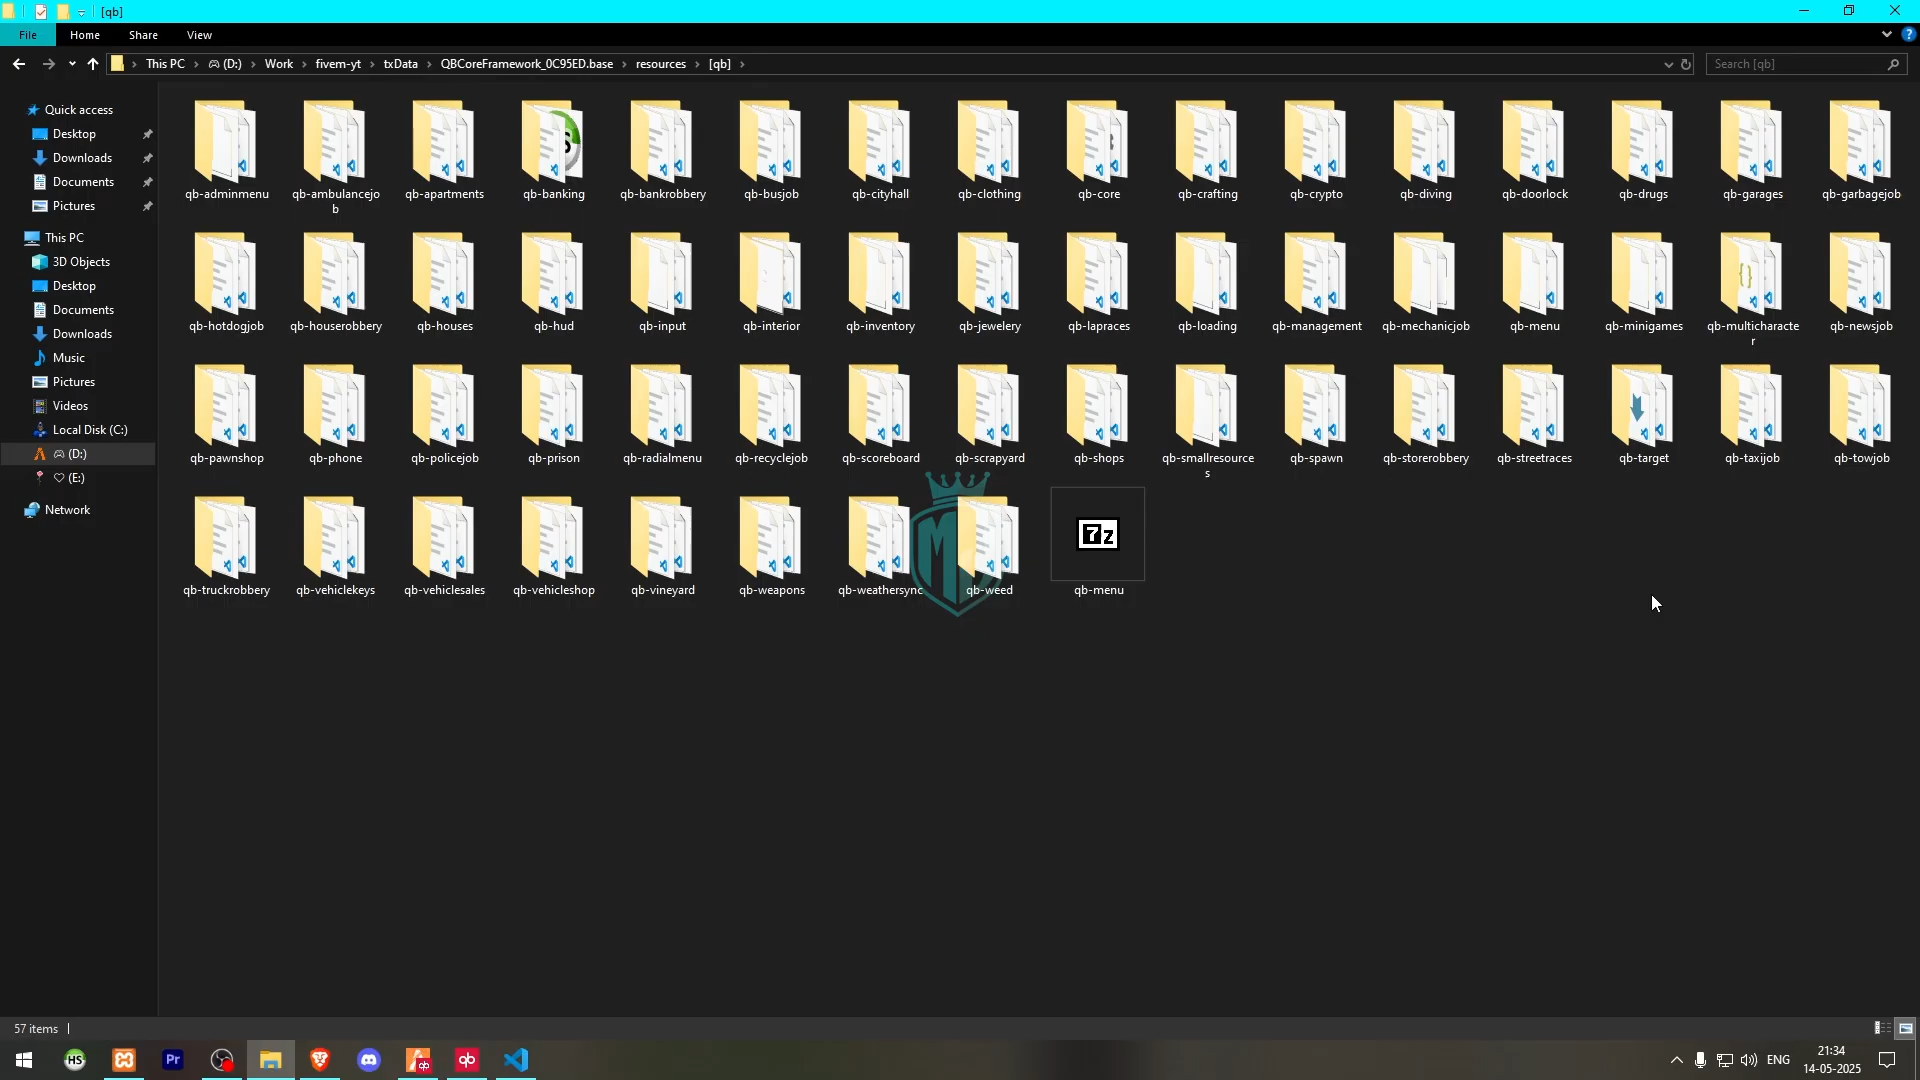 [qb]
File Home Share View
This PC (D:) Work fivem-yt txData QBCoreFramework_0C95ED.base resources [qb]
Search [qb]
Quick access
Desktop
Downloads
Documents
Pictures
This PC
3D Objects
Desktop
Documents
Downloads
Music
Pictures
Videos
Local Disk (C:)
(D:)
(E:)
Network
qb-adminmenu qb-ambulancejo qb-apartments qb-banking qb-bankrobbery qb-busjob qb-cityhall qb-clothing qb-core qb-crafting qb-crypto qb-diving qb-doorlock qb-drugs qb-garages qb-garbagejob
b
qb-hotdogjob qb-houserobbery qb-houses qb-hud qb-input qb-interior qb-inventory qb-jewelery qb-lapraces qb-loading qb-management qb-mechanicjob qb-menu qb-minigames qb-multicharacte qb-newsjob
r
qb-pawnshop qb-phone qb-policejob qb-prison qb-radialmenu qb-recyclejob qb-scoreboard qb-scrapyard qb-shops qb-smallresource qb-spawn qb-storerobbery qb-streetraces qb-target qb-taxijob qb-towjob
s
7z
M
qb-truckrobbery qb-vehiclekeys qb-vehiclesales qb-vehicleshop qb-vineyard qb-weapons qb-weathersync qb-weed qb-menu
57 items
HS Pr qb qb ENG
21:34
14-05-2025